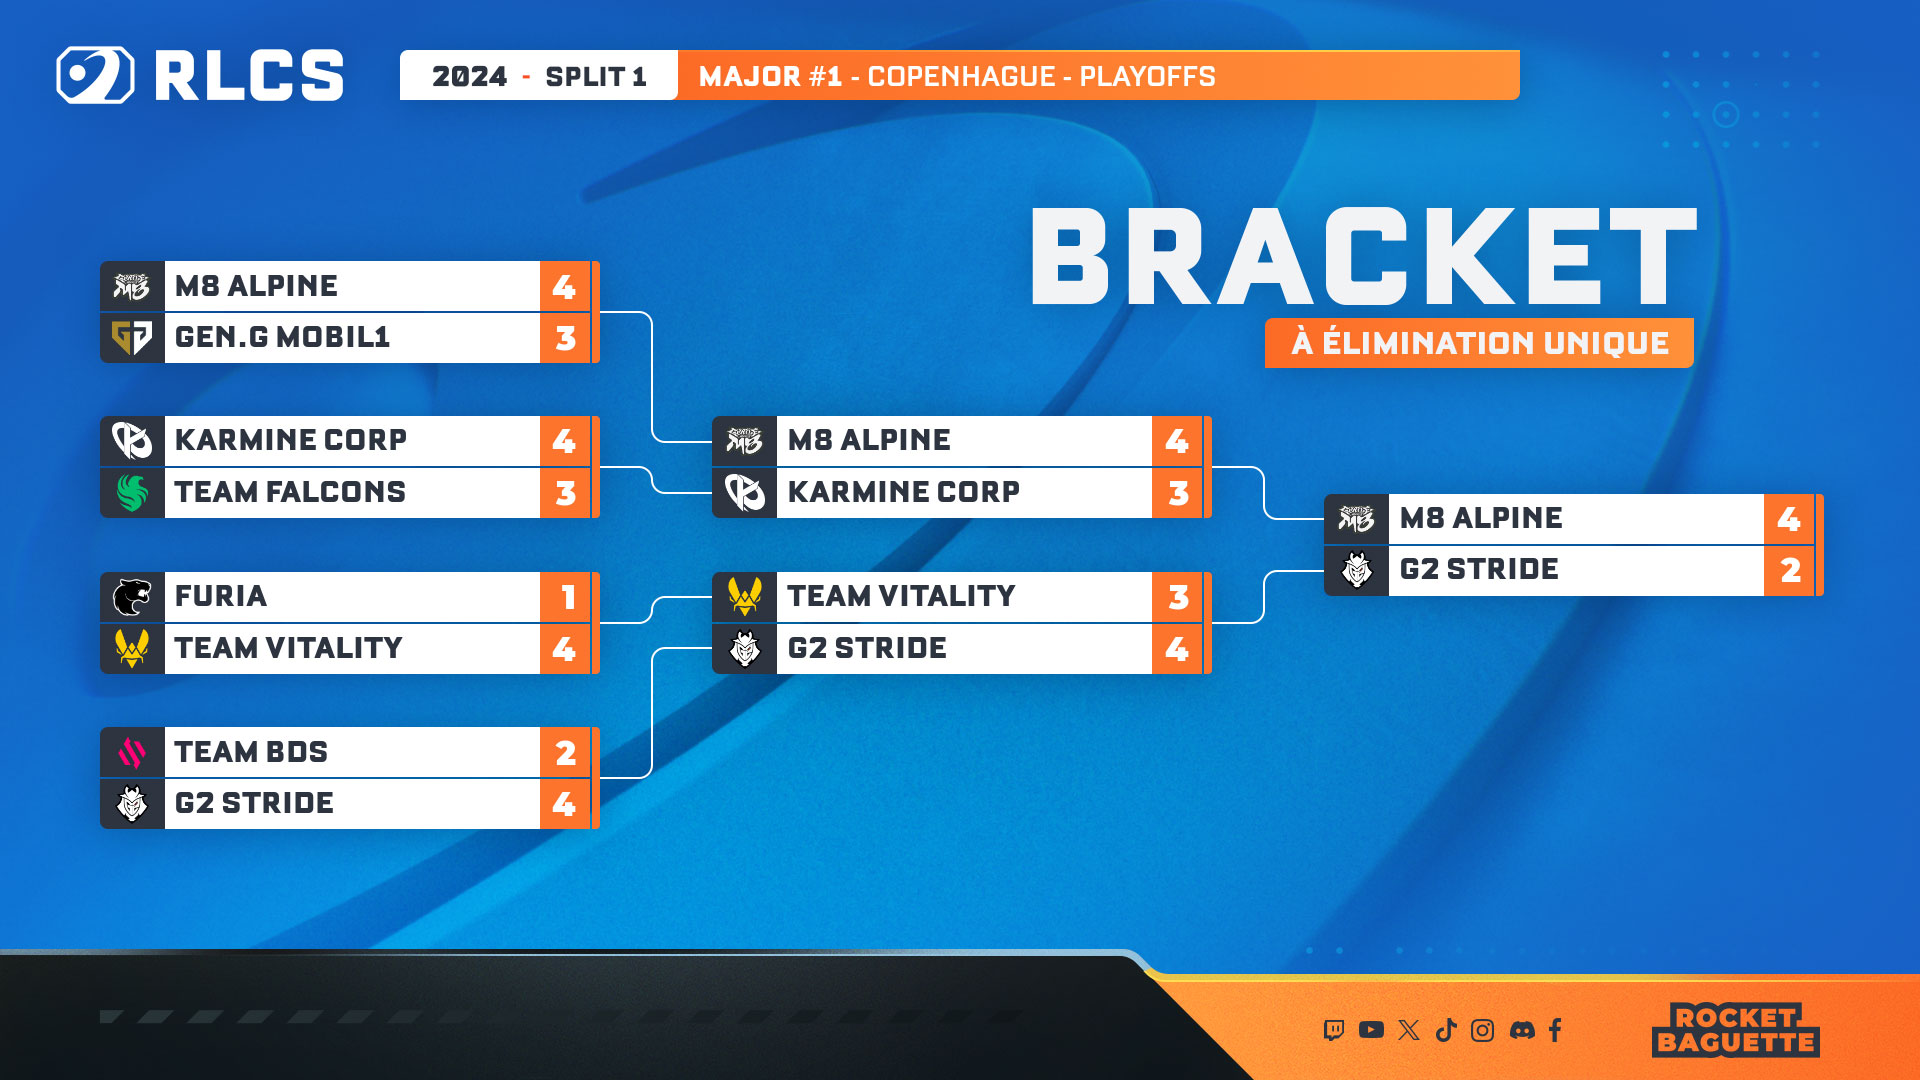 RLCS
2024 - SPLIT 1
MAJOR #1 - COPENHAGUE - PLAYOFFS
BRACKET
À ÉLIMINATION UNIQUE
M8 ALPINE 4
GEN.G MOBIL1 3
KARMINE CORP 4
TEAM FALCONS 3
FURIA 1
TEAM VITALITY 4
TEAM BDS 2
G2 STRIDE 4
M8 ALPINE 4
KARMINE CORP 3
TEAM VITALITY 3
G2 STRIDE 4
M8 ALPINE 4
G2 STRIDE 2
ROCKET
BAGUETTE